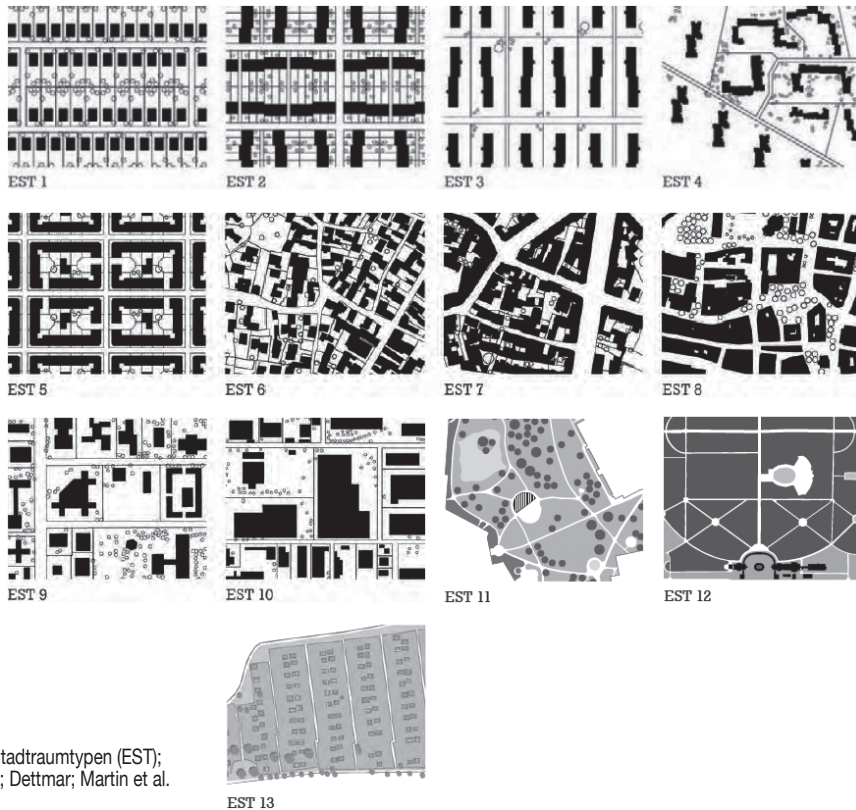 EST 1
EST 2
EST 3
EST 4
EST 5
EST 6
EST 7
EST 8
EST 9
EST 10
EST 11
EST 12
tadtraumtypen (EST);
; Dettmar; Martin et al.
EST 13